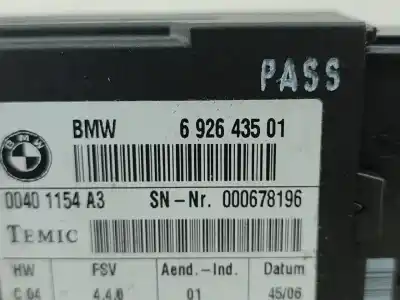 PASS
BMW
BMW 6 926 435 01
0040 1154 A3 SN-Nr. 000678196
TEMIC
HW FSV Aend.-Ind. Datum
C 04 4.4.0 01 45/06